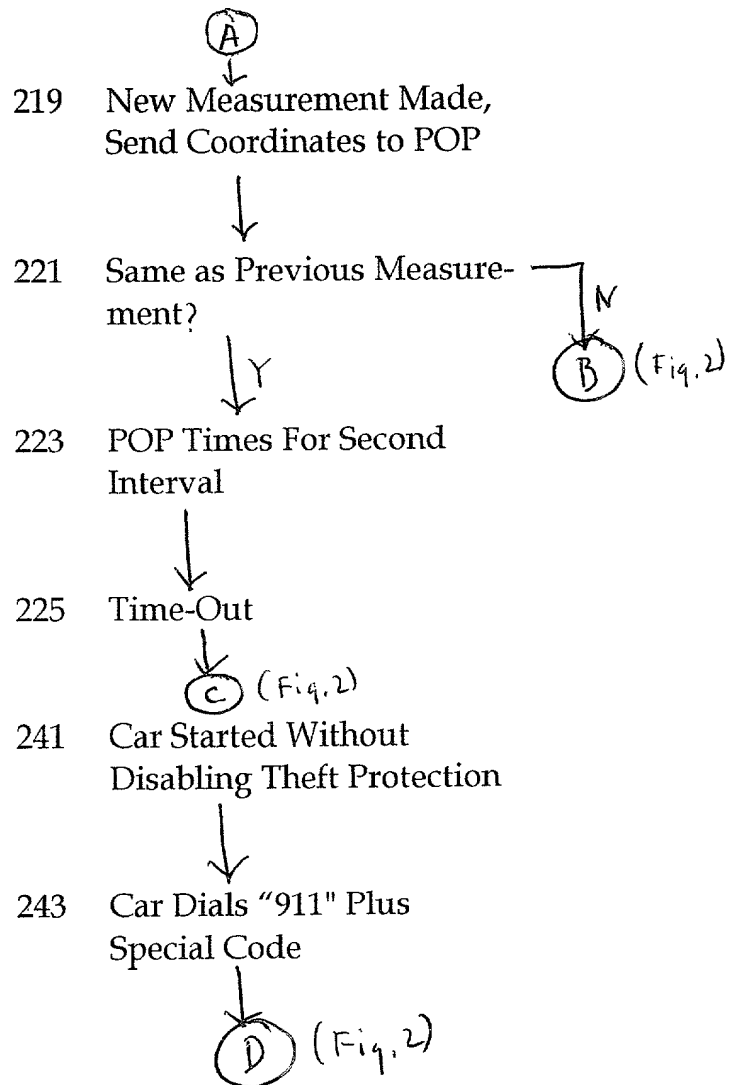 A
219 New Measurement Made,
Send Coordinates to POP
221 Same as Previous Measure-
ment?
N
B (Fig. 2)
Y
223 POP Times For Second
Interval
225 Time-Out
C (Fig. 2)
241 Car Started Without
Disabling Theft Protection
243 Car Dials “911" Plus
Special Code
D (Fig. 2)